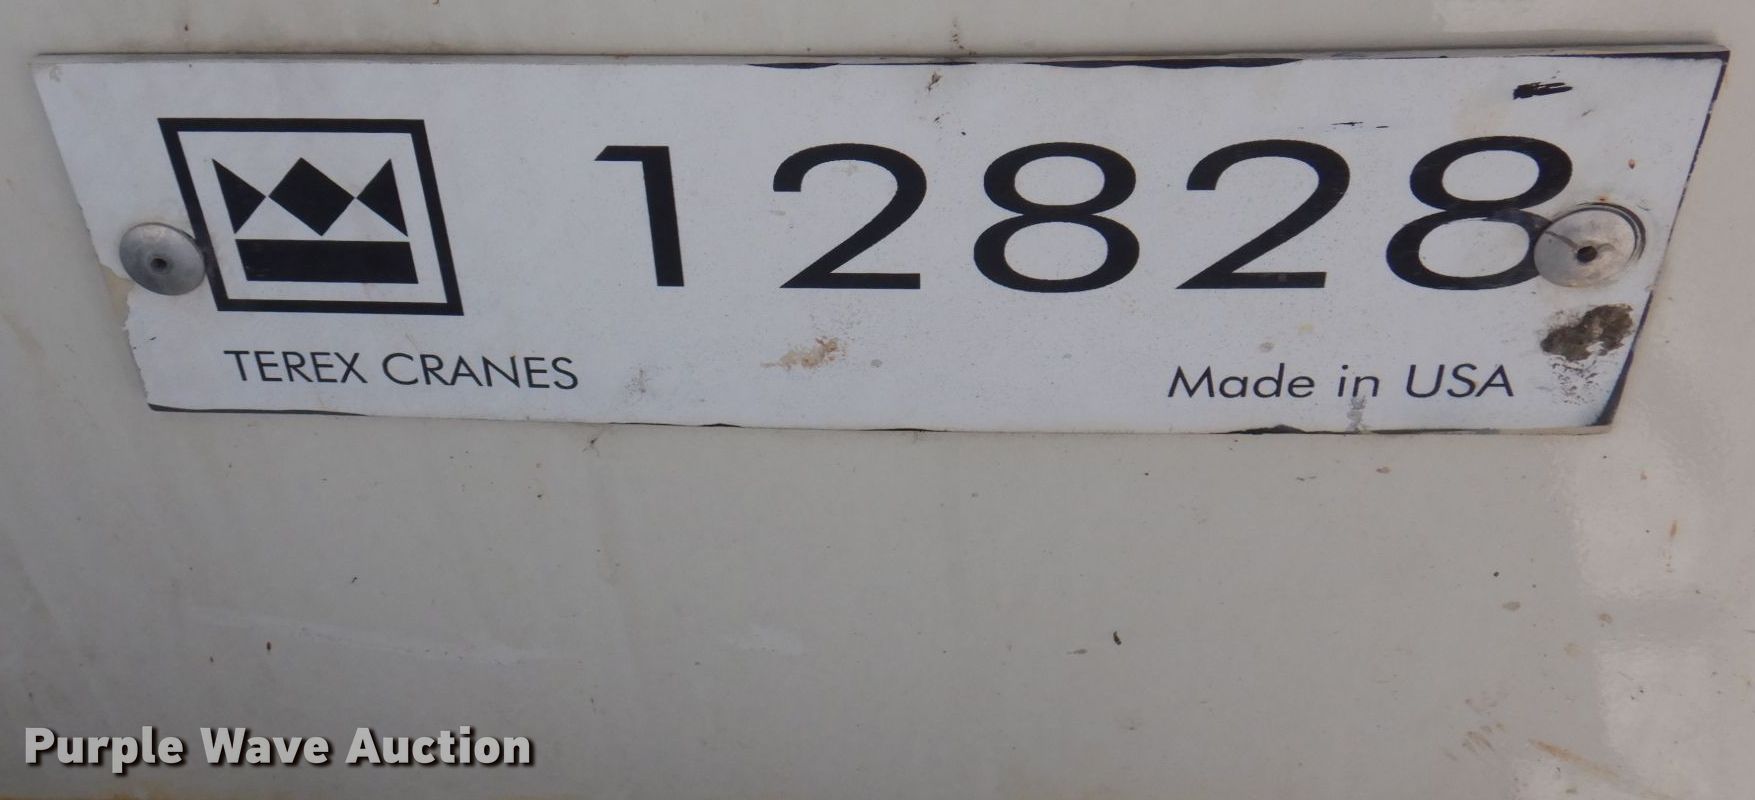 12828
TEREX CRANES
Made in USA
Purple Wave Auction